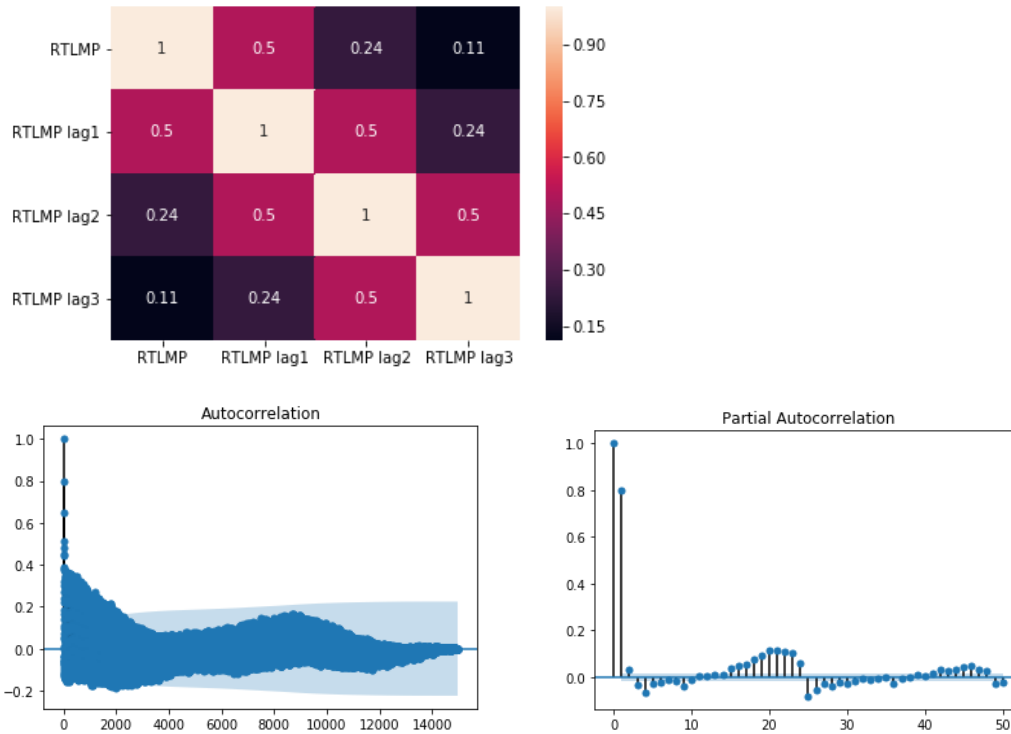 RTLMP 1 0.5 0.24 0.11
RTLMP lag1 0.5 1 0.5 0.24
RTLMP lag2 0.24 0.5 1 0.5
RTLMP lag3 0.11 0.24 0.5 1
RTLMP RTLMP lag1 RTLMP lag2 RTLMP lag3
0.90
0.75
0.60
0.45
0.30
0.15
Autocorrelation
1.0
0.8
0.6
0.4
0.2
0.0
−0.2
0 2000 4000 6000 8000 10000 12000 14000
Partial Autocorrelation
1.0
0.8
0.6
0.4
0.2
0.0
0 10 20 30 40 50